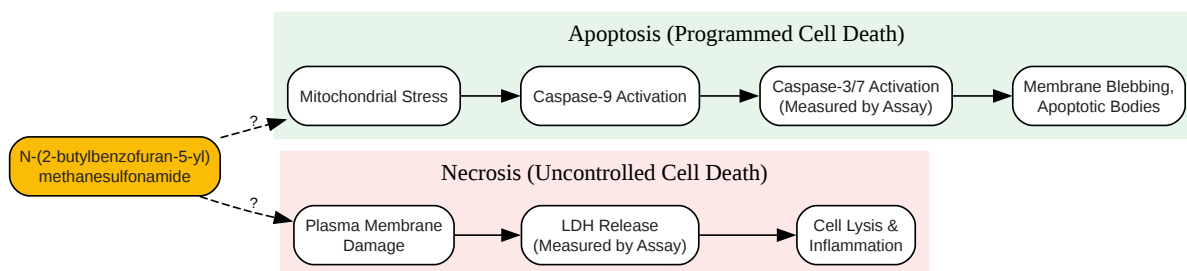 Apoptosis (Programmed Cell Death)
Mitochondrial Stress
Caspase-9 Activation
Caspase-3/7 Activation
(Measured by Assay)
Membrane Blebbing,
Apoptotic Bodies
?
N-(2-butylbenzofuran-5-yl)
methanesulfonamide
?
Necrosis (Uncontrolled Cell Death)
Plasma Membrane
Damage
LDH Release
(Measured by Assay)
Cell Lysis &
Inflammation